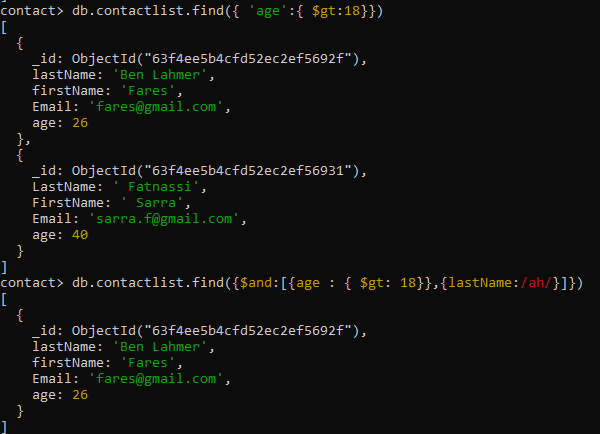 contact> db.contactlist.find({ 'age':{ $gt:18}})
[
  {
    _id: ObjectId("63f4ee5b4cfd52ec2ef5692f"),
    lastName: 'Ben Lahmer',
    firstName: 'Fares',
    Email: 'fares@gmail.com',
    age: 26
  },
  {
    _id: ObjectId("63f4ee5b4cfd52ec2ef56931"),
    LastName: ' Fatnassi',
    FirstName: ' Sarra',
    Email: 'sarra.f@gmail.com',
    age: 40
  }
]
contact> db.contactlist.find({$and:[{age : { $gt: 18}},{lastName:/ah/}]})
[
  {
    _id: ObjectId("63f4ee5b4cfd52ec2ef5692f"),
    lastName: 'Ben Lahmer',
    firstName: 'Fares',
    Email: 'fares@gmail.com',
    age: 26
  }
]